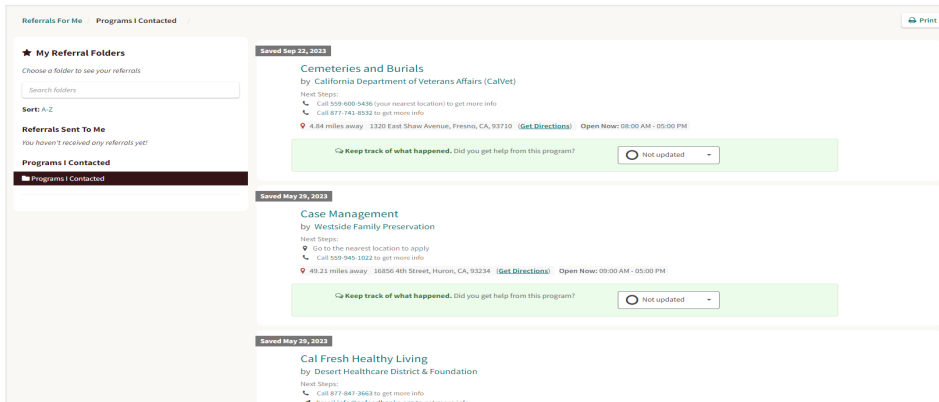 Referrals For Me / Programs I Contacted /
Print
My Referral Folders
Choose a folder to see your referrals
Search folders
Sort: A-Z
Referrals Sent To Me
You haven't received any referrals yet!
Programs I Contacted
Programs I Contacted
Saved Sep 22, 2023
Cemeteries and Burials
by California Department of Veterans Affairs (CalVet)
Next Steps:
Call 559-600-5436 (your nearest location) to get more info
Call 877-741-8532 to get more info
4.84 miles away 1320 East Shaw Avenue, Fresno, CA, 93710 (Get Directions) Open Now: 08:00 AM - 05:00 PM
Keep track of what happened. Did you get help from this program?
Not updated
Saved May 29, 2023
Case Management
by Westside Family Preservation
Next Steps:
Go to the nearest location to apply
Call 559-945-1022 to get more info
49.21 miles away 16856 4th Street, Huron, CA, 93234 (Get Directions) Open Now: 09:00 AM - 05:00 PM
Keep track of what happened. Did you get help from this program?
Not updated
Saved May 29, 2023
Cal Fresh Healthy Living
by Desert Healthcare District & Foundation
Next Steps:
Call 877-847-3663 to get more info